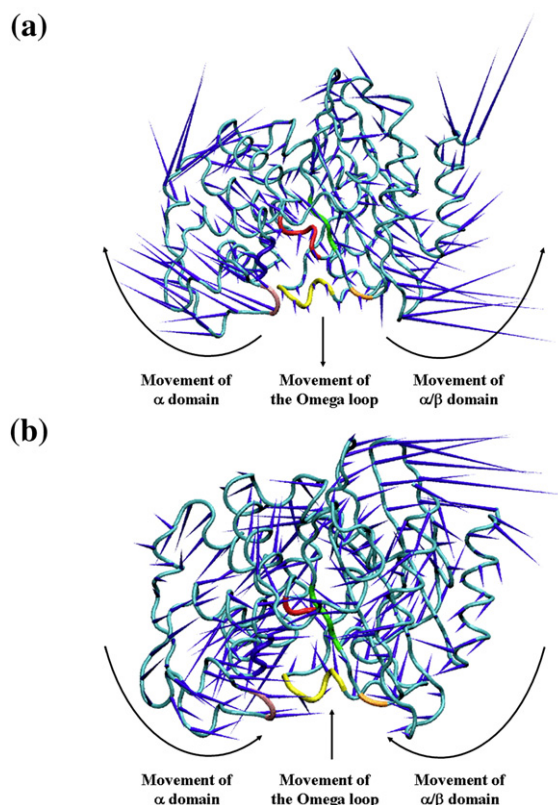 (a)
Movement of Movement of Movement of
α domain the Omega loop α/β domain
(b)
Movement of Movement of Movement of
α domain the Omega loop α/β domain